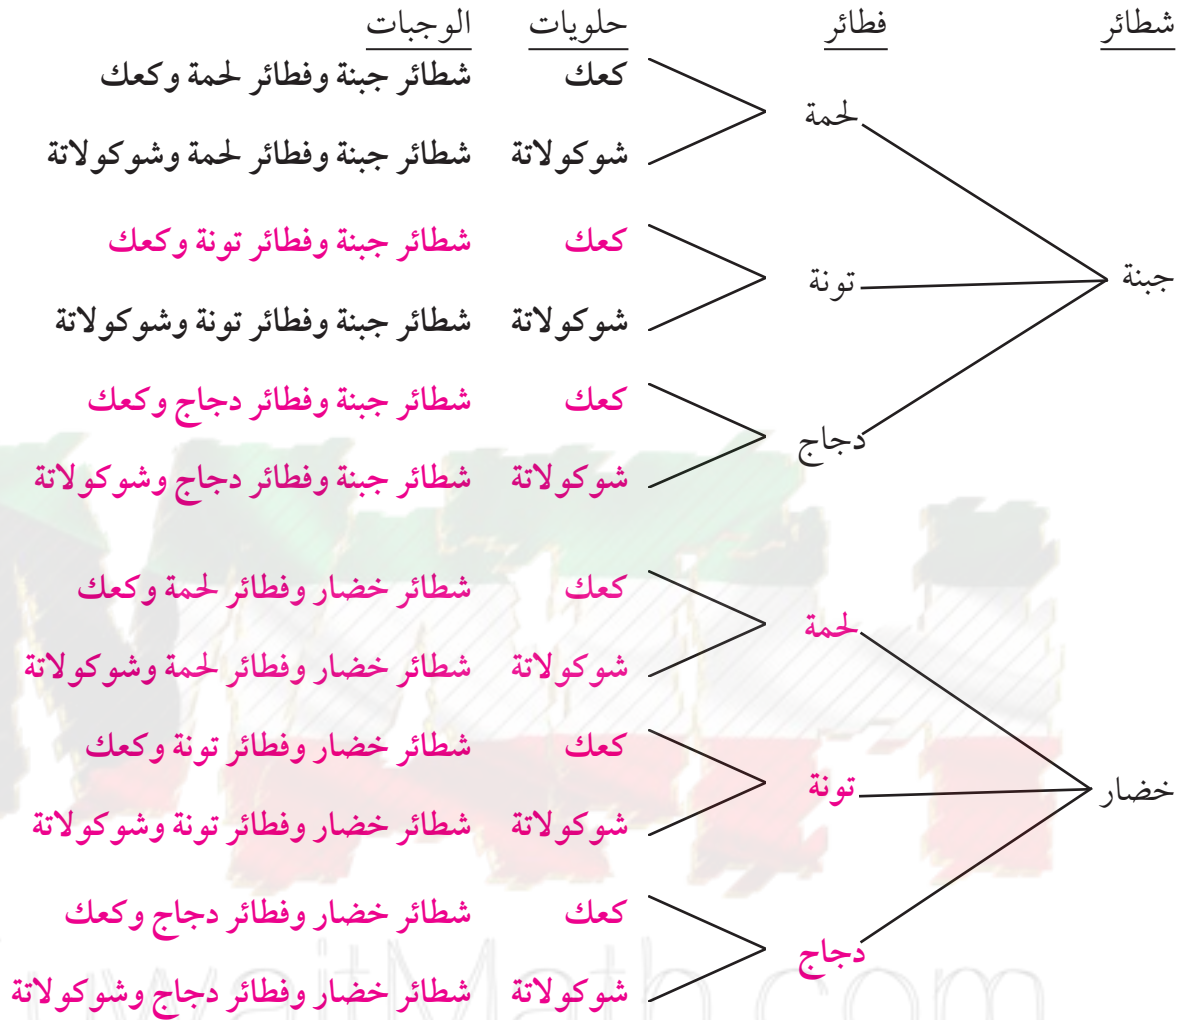 شطائر فطائر حلويات الوجبات
كعك شطائر جبنة وفطائر لحمة وكعك
لحمة
شوكولاتة شطائر جبنة وفطائر لحمة وشوكولاتة
كعك شطائر جبنة وفطائر تونة وكعك
جبنة تونة
شوكولاتة شطائر جبنة وفطائر تونة وشوكولاتة
كعك شطائر جبنة وفطائر دجاج وكعك
دجاج
شوكولاتة شطائر جبنة وفطائر دجاج وشوكولاتة
كعك شطائر خضار وفطائر لحمة وكعك
لحمة
شوكولاتة شطائر خضار وفطائر لحمة وشوكولاتة
كعك شطائر خضار وفطائر تونة وكعك
خضار تونة
شوكولاتة شطائر خضار وفطائر تونة وشوكولاتة
كعك شطائر خضار وفطائر دجاج وكعك
دجاج
شوكولاتة شطائر خضار وفطائر دجاج وشوكولاتة
uwaitMath.com